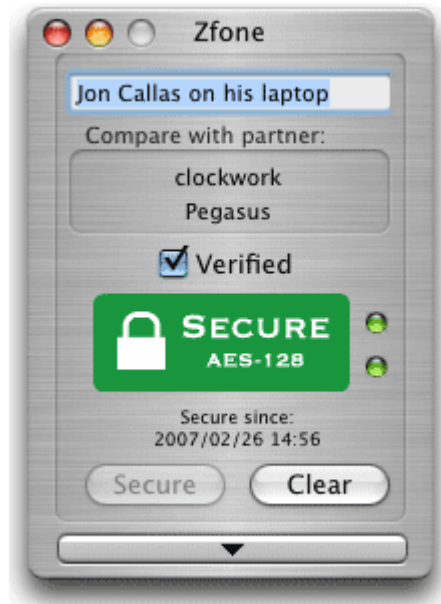 Zfone
Jon Callas on his laptop
Compare with partner:
clockwork
Pegasus
Verified
SECURE
AES-128
Secure since:
2007/02/26 14:56
Secure
Clear